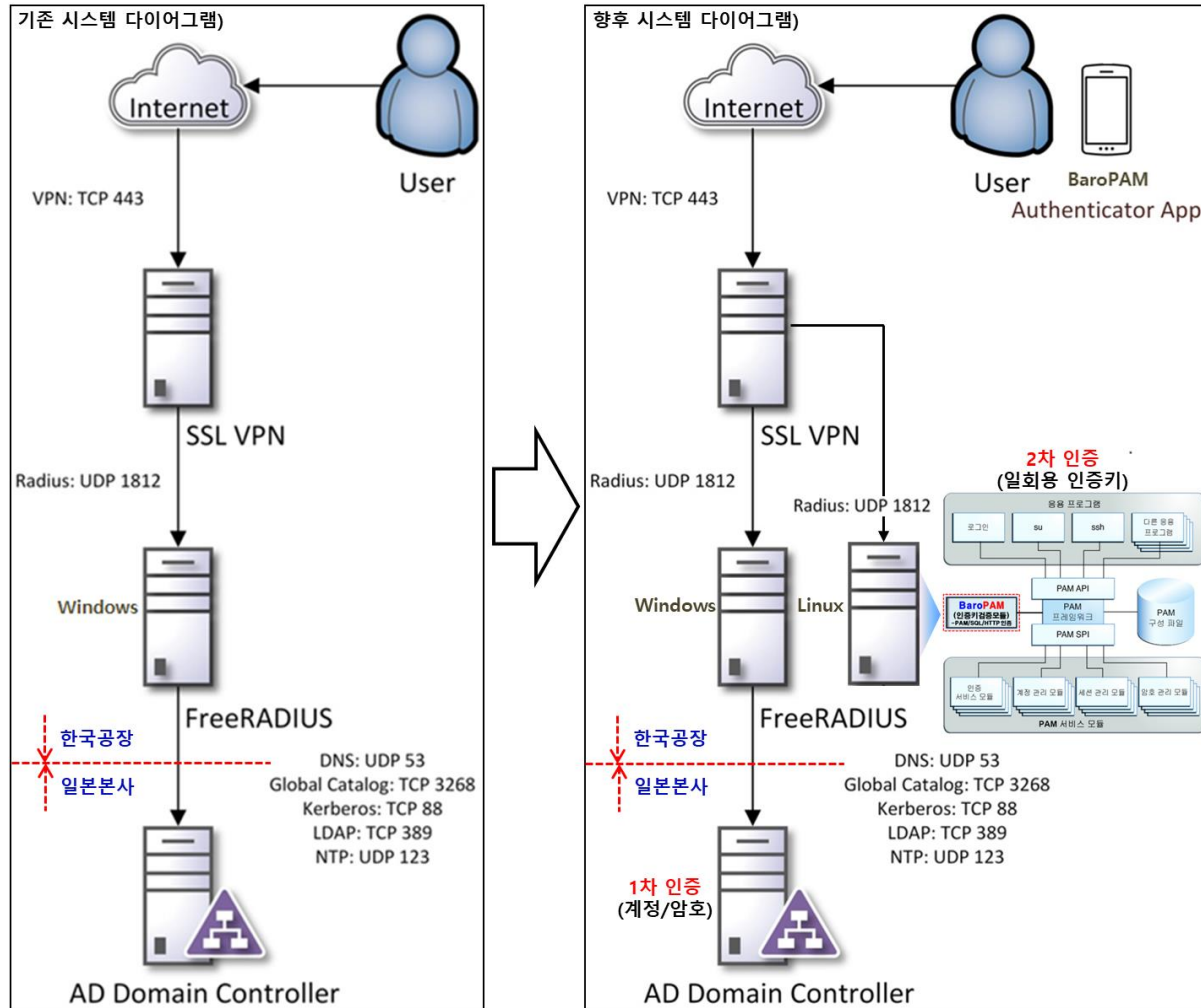 기존 시스템 다이어그램)
Internet
User
VPN: TCP 443
SSL VPN
Radius: UDP 1812
Windows
FreeRADIUS
한국공장
일본본사
DNS: UDP 53
Global Catalog: TCP 3268
Kerberos: TCP 88
LDAP: TCP 389
NTP: UDP 123
AD Domain Controller
향후 시스템 다이어그램)
Internet
User
BaroPAM
Authenticator App
VPN: TCP 443
SSL VPN
Radius: UDP 1812
Radius: UDP 1812
Windows
Linux
FreeRADIUS
2차 인증
(일회용 인증키)
응용 프로그램
로그인
su
ssh
다른 응용
프로그램
PAM API
BaroPAM
(인증키검증모듈)
- PAM/SQL/HTTP 인증
PAM
프레임워크
PAM
구성 파일
PAM SPI
인증
서비스 모듈
계정 관리 모듈
세션 관리 모듈
암호 관리 모듈
PAM 서비스 모듈
한국공장
일본본사
DNS: UDP 53
Global Catalog: TCP 3268
Kerberos: TCP 88
LDAP: TCP 389
NTP: UDP 123
1차 인증
(계정/암호)
AD Domain Controller